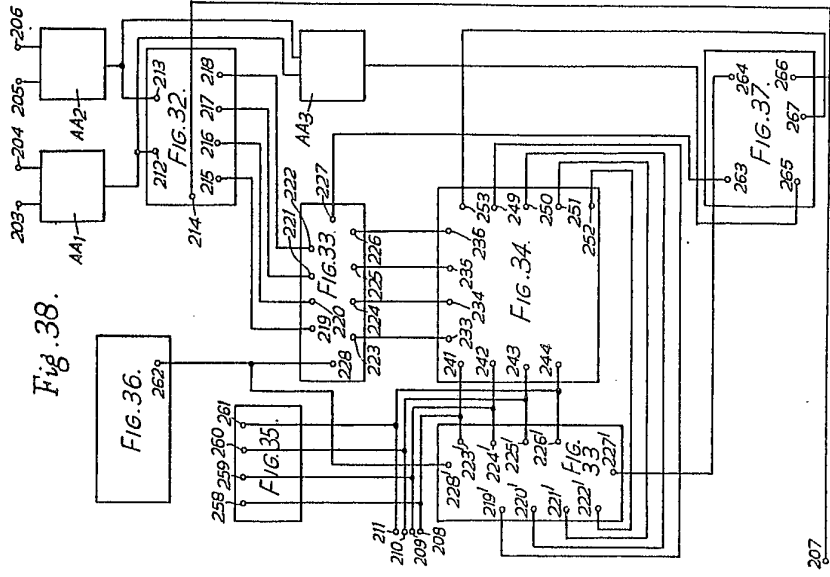 203 204 205 206
Fig. 38.
AA1 AA2
FIG. 36.
262
212 213
FIG. 32.
214
215 216 217 218
258 259 260 261
FIG. 35.
AA3
221 222
228 219 220 FIG. 33. 227
223 224 225 226
211
210
209
208
233 234 235 236
228'
241 242 243 244
223' 224' 225' 226'
219' 220' 221' 222'
FIG. 33
227'
FIG. 34.
253
249
250
251
252
263 264
FIG. 37.
265 267 266
207